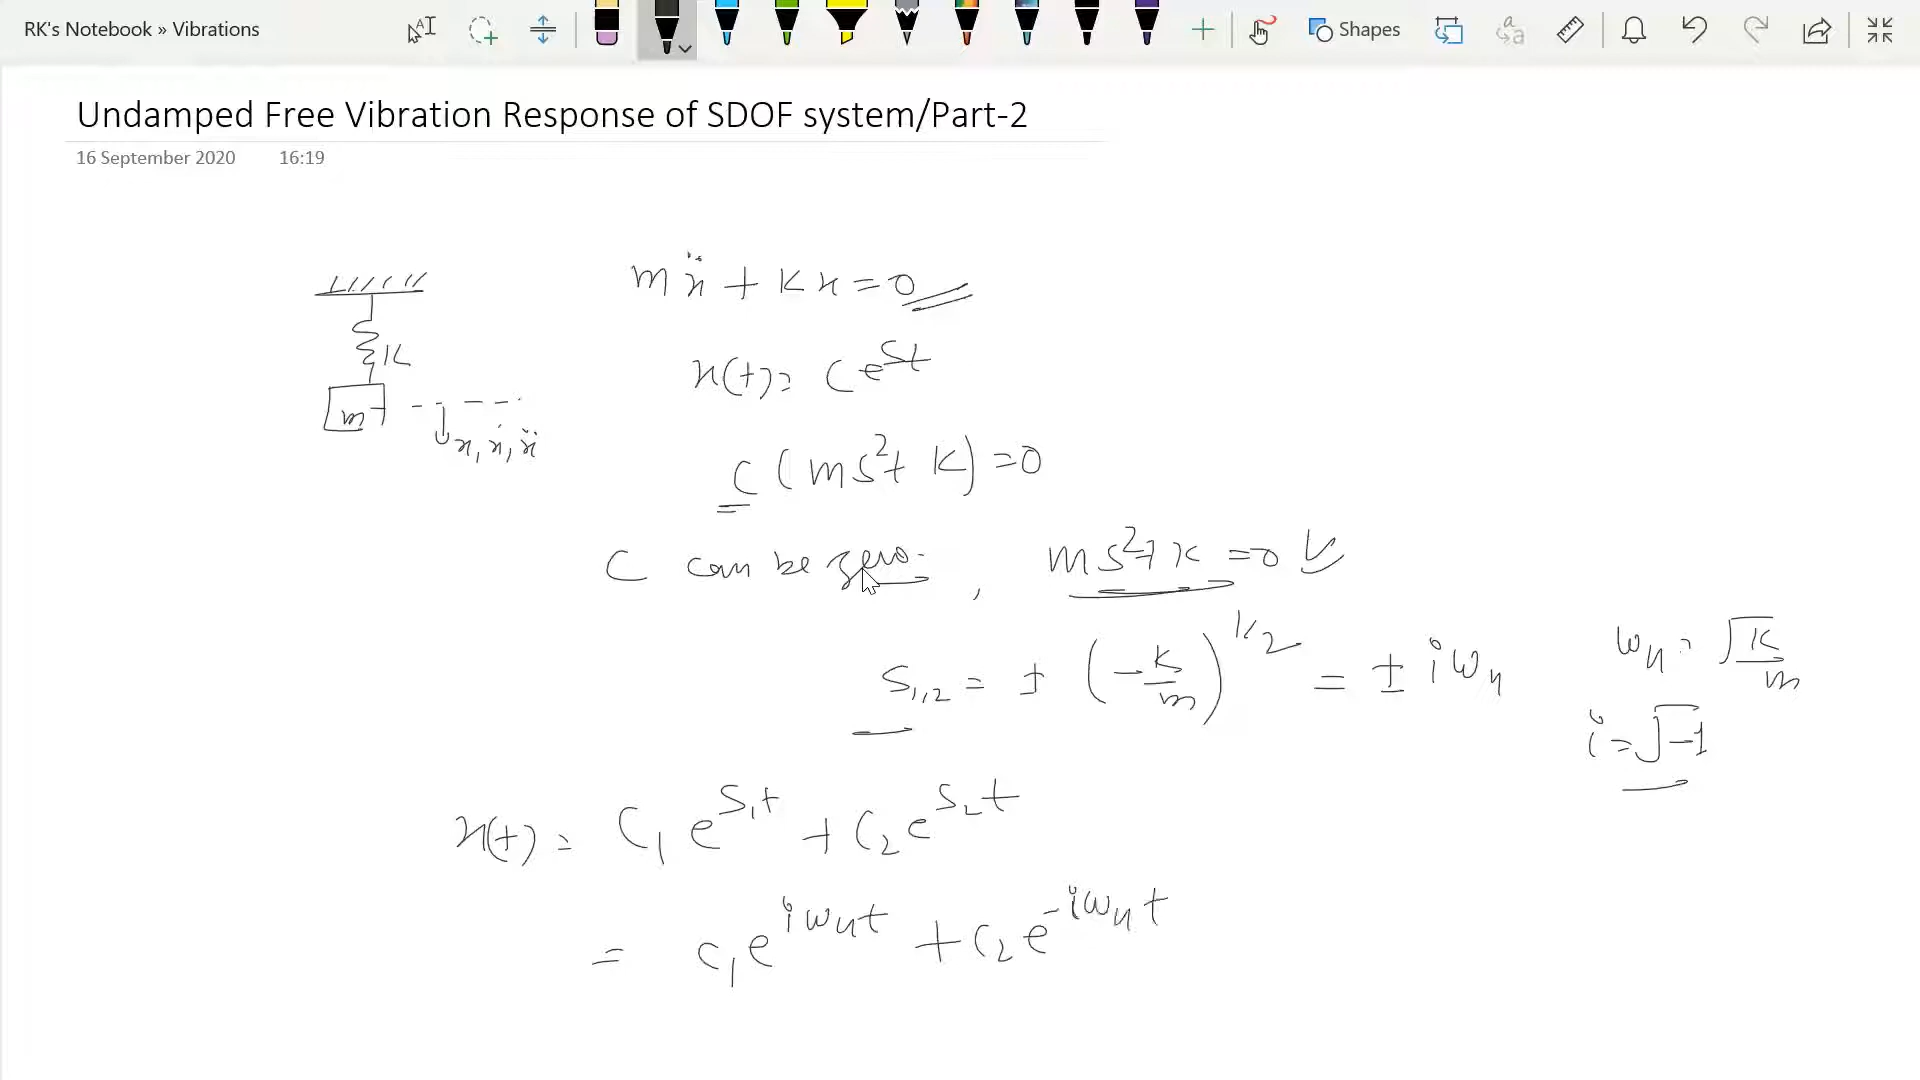 RK's Notebook » Vibrations
Shapes
Undamped Free Vibration Response of SDOF system/Part-2
16 September 2020 16:19
mẍ + kx = 0
K
m
x, ẋ, ẍ
x(t) = C e^{st}
C (ms² + K) = 0
C can be zero. , ms² + k = 0
S₁,₂ = ± (-k/m)^{1/2} = ± iωₙ
ωₙ = √(k/m)
i = √-1
x(t) = C₁ e^{S₁t} + C₂ e^{S₂t}
= C₁ e^{iωₙt} + C₂ e^{-iωₙt}